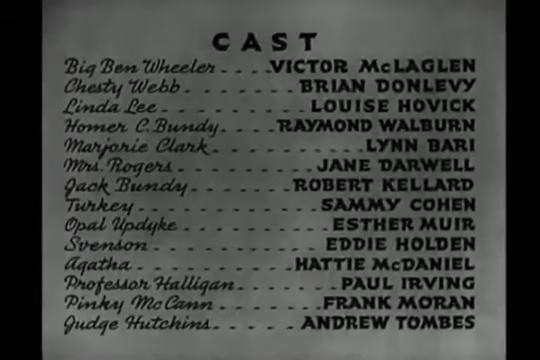 CAST
Big Ben Wheeler.... VICTOR McLAGLEN
Chesty Webb........ BRIAN DONLEVY
Linda Lee.......... LOUISE HOVICK
Homer C. Bundy.... RAYMOND WALBURN
Marjorie Clark....... LYNN BARI
Mrs. Rogers......... JANE DARWELL
Jack Bundy........ ROBERT KELLARD
Turkey............ SAMMY COHEN
Opal Updyke........ ESTHER MUIR
Svenson........... EDDIE HOLDEN
Agatha.......... HATTIE McDANIEL
Professor Halligan..... PAUL IRVING
Pinky McCann....... FRANK MORAN
Judge Hutchins..... ANDREW TOMBES